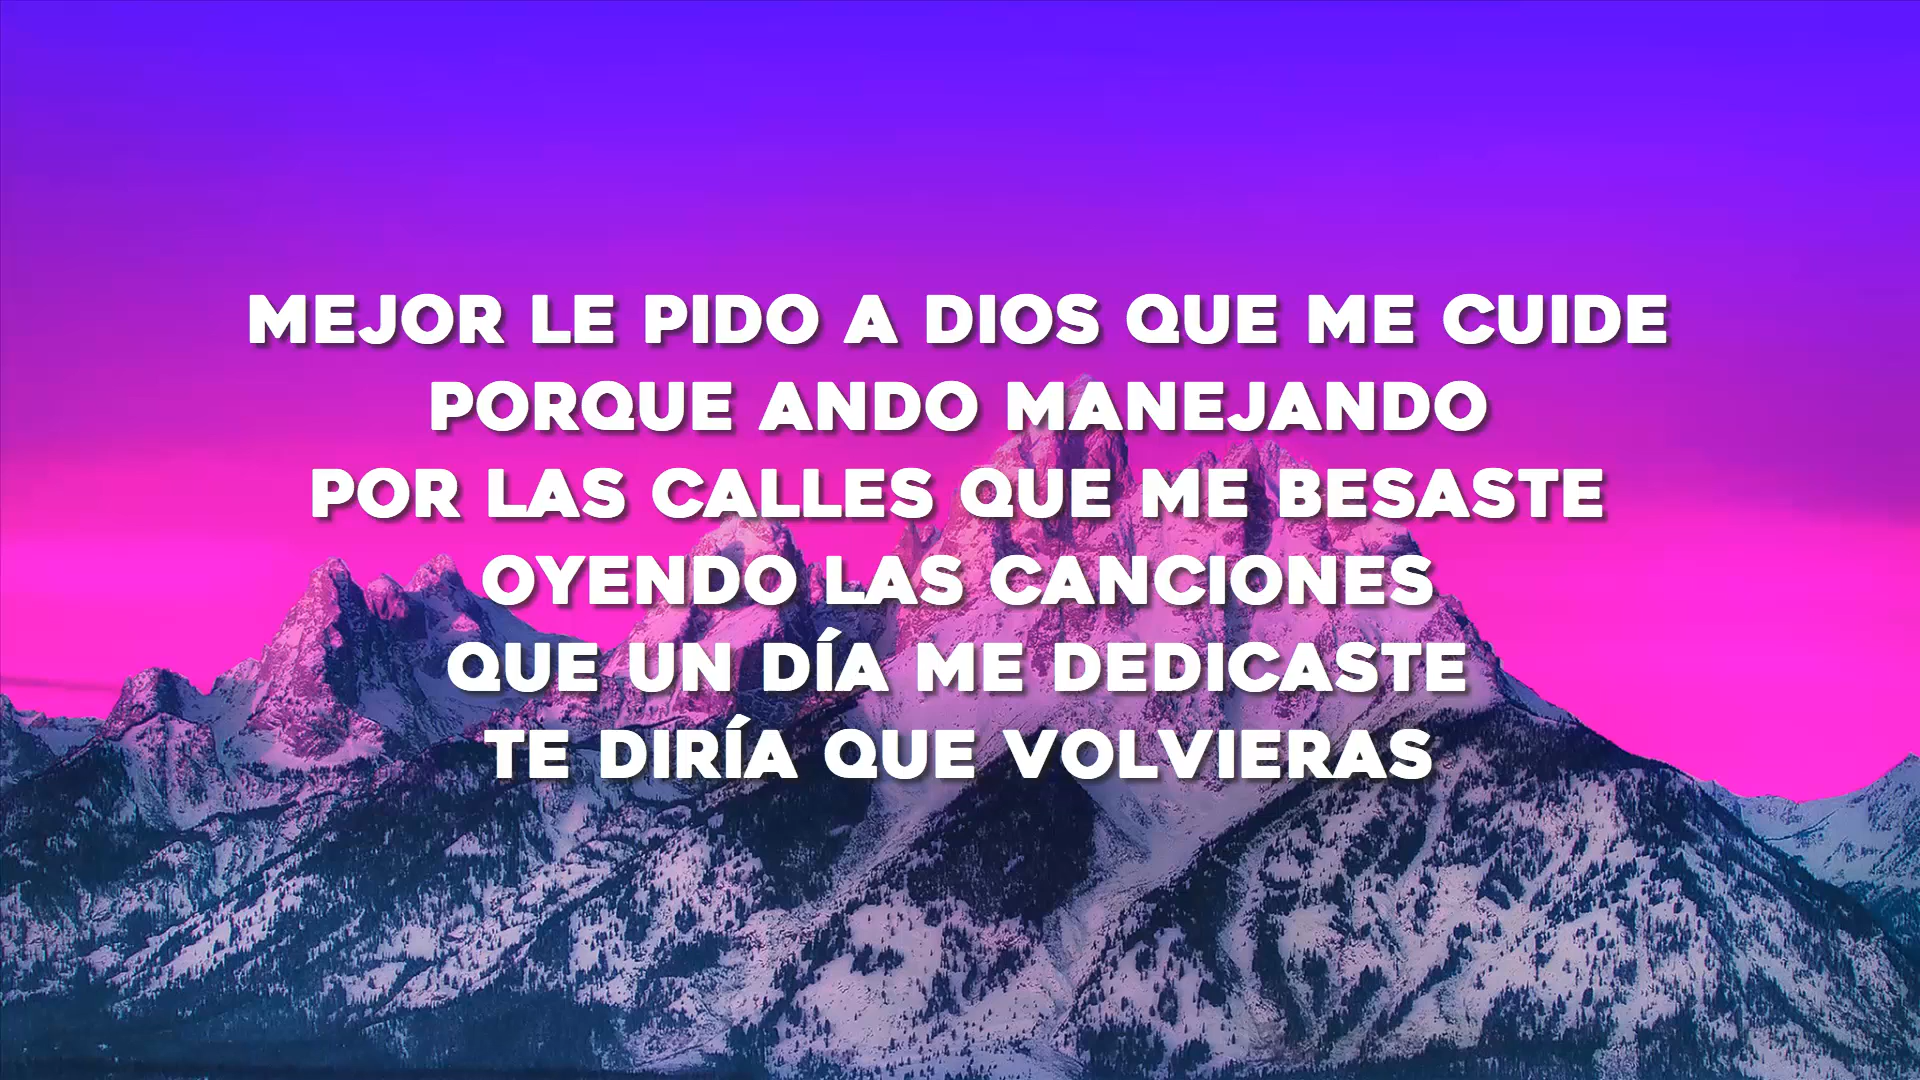 MEJOR LE PIDO A DIOS QUE ME CUIDE
PORQUE ANDO MANEJANDO
POR LAS CALLES QUE ME BESASTE
OYENDO LAS CANCIONES
QUE UN DÍA ME DEDICASTE
TE DIRÍA QUE VOLVIERAS